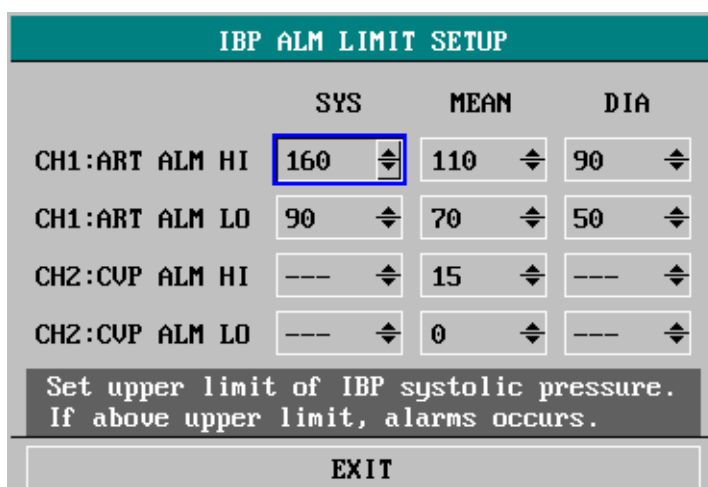 IBP ALM LIMIT SETUP
SYS MEAN DIA
CH1:ART ALM HI 160 110 90
CH1:ART ALM LO 90 70 50
CH2:CVP ALM HI --- 15 ---
CH2:CVP ALM LO --- 0 ---
Set upper limit of IBP systolic pressure.
If above upper limit, alarms occurs.
EXIT